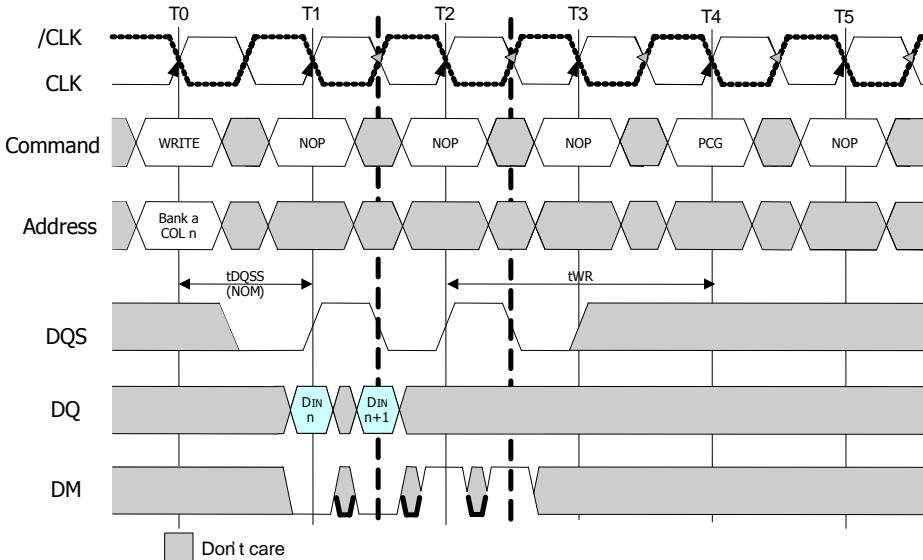 T0 T1 T2 T3 T4 T5
/CLK
CLK
Command WRITE NOP NOP NOP PCG NOP
Address Bank a
COL n
tDQSS
(NOM)
tWR
DQS
DQ DIN
n
DIN
n+1
DM
Don't care